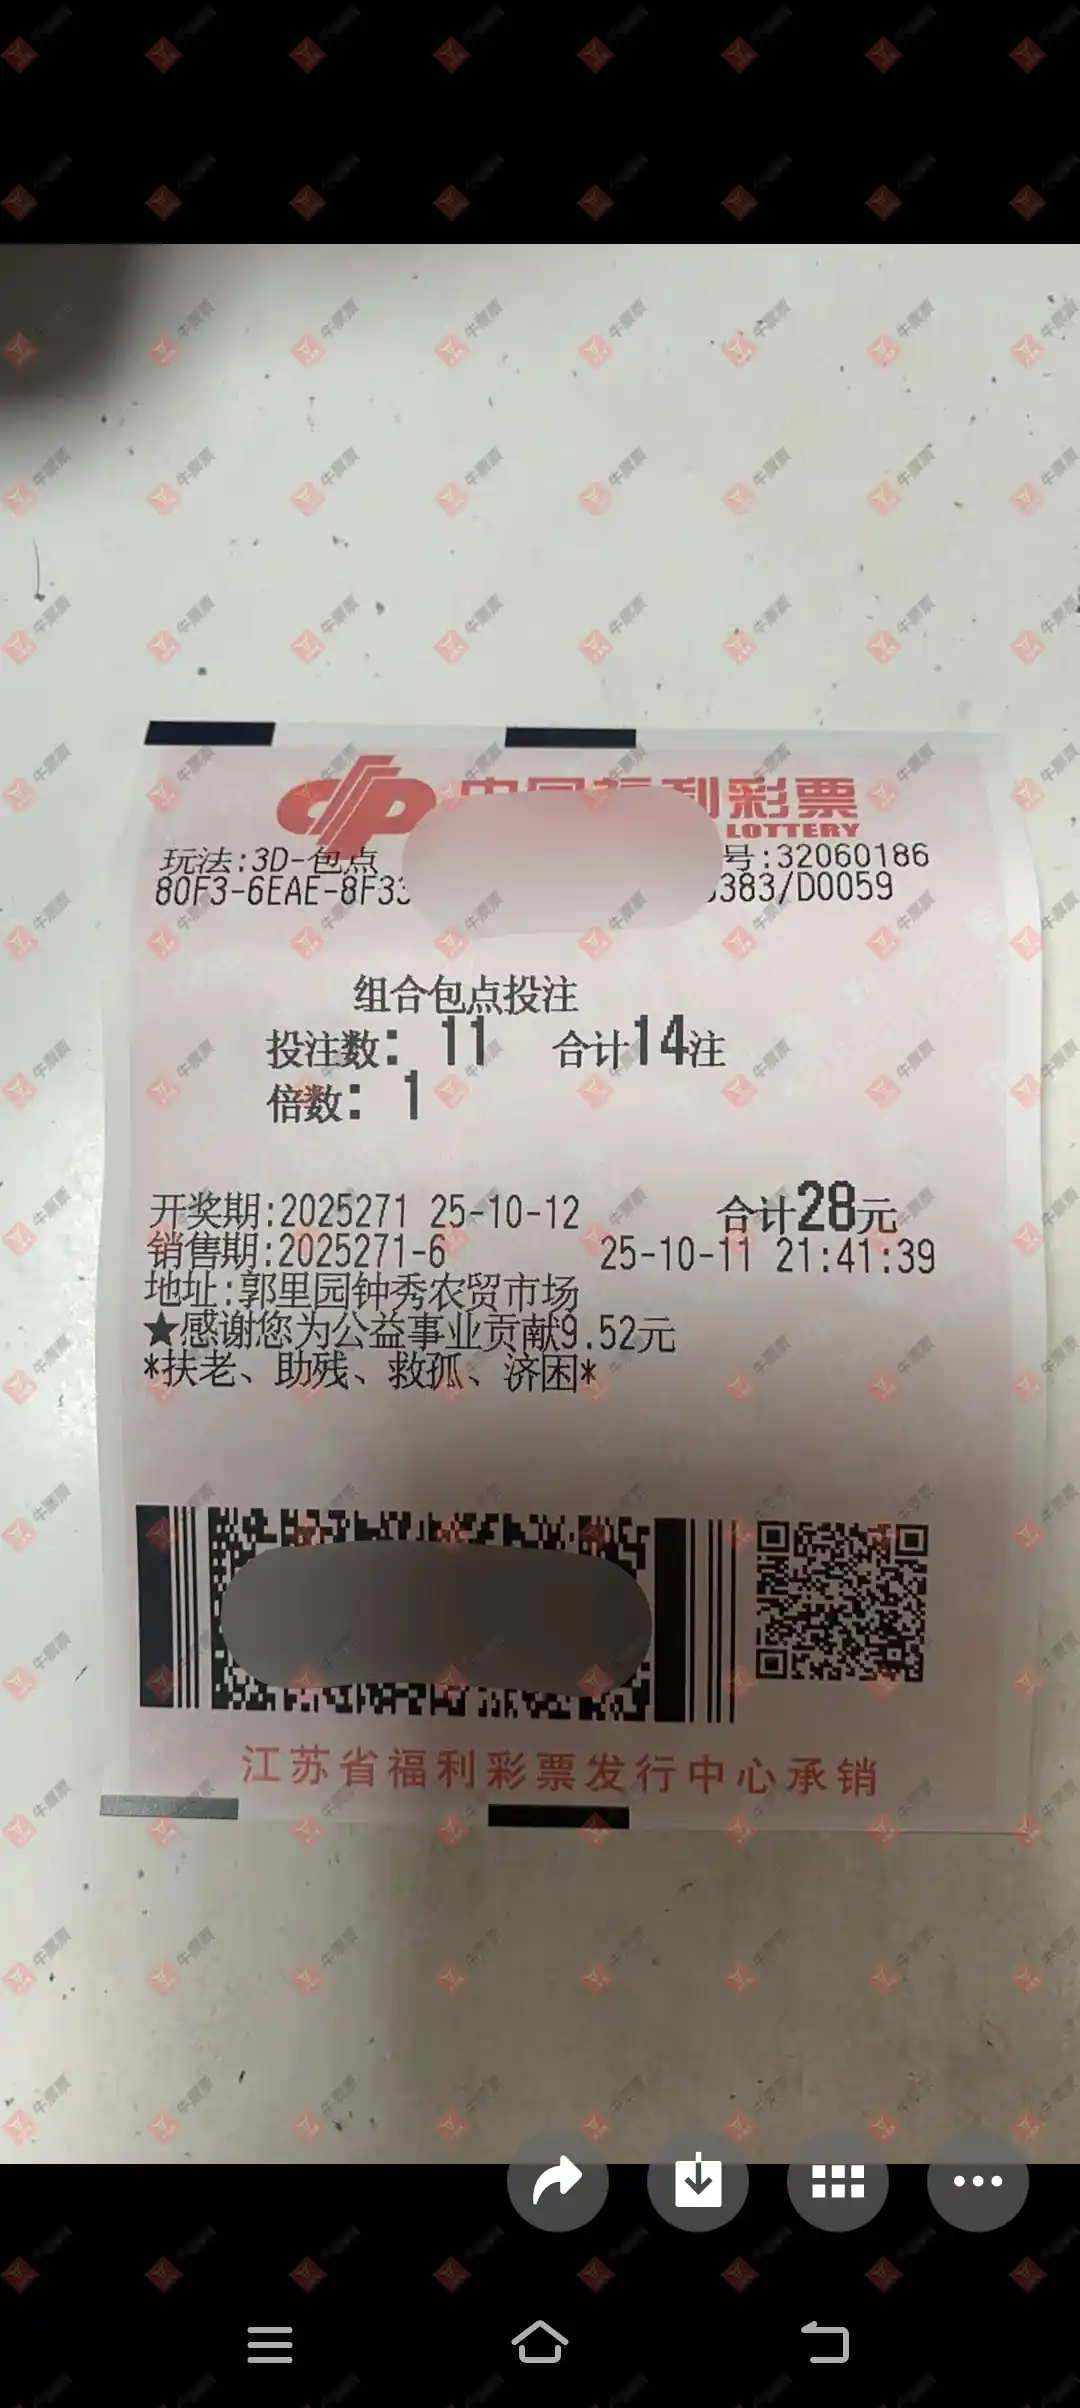 中国福利彩票
LOTTERY
玩法:3D-包点 号:32060186
80F3-6EAE-8F33 383/D0059
组合包点投注
投注数: 11 合计14注
倍数: 1
开奖期:2025271 25-10-12 合计28元
销售期:2025271-6 25-10-11 21:41:39
地址:郭里园钟秀农贸市场
★感谢您为公益事业贡献9.52元
*扶老、助残、救孤、济困*
江苏省福利彩票发行中心承销
牛票票